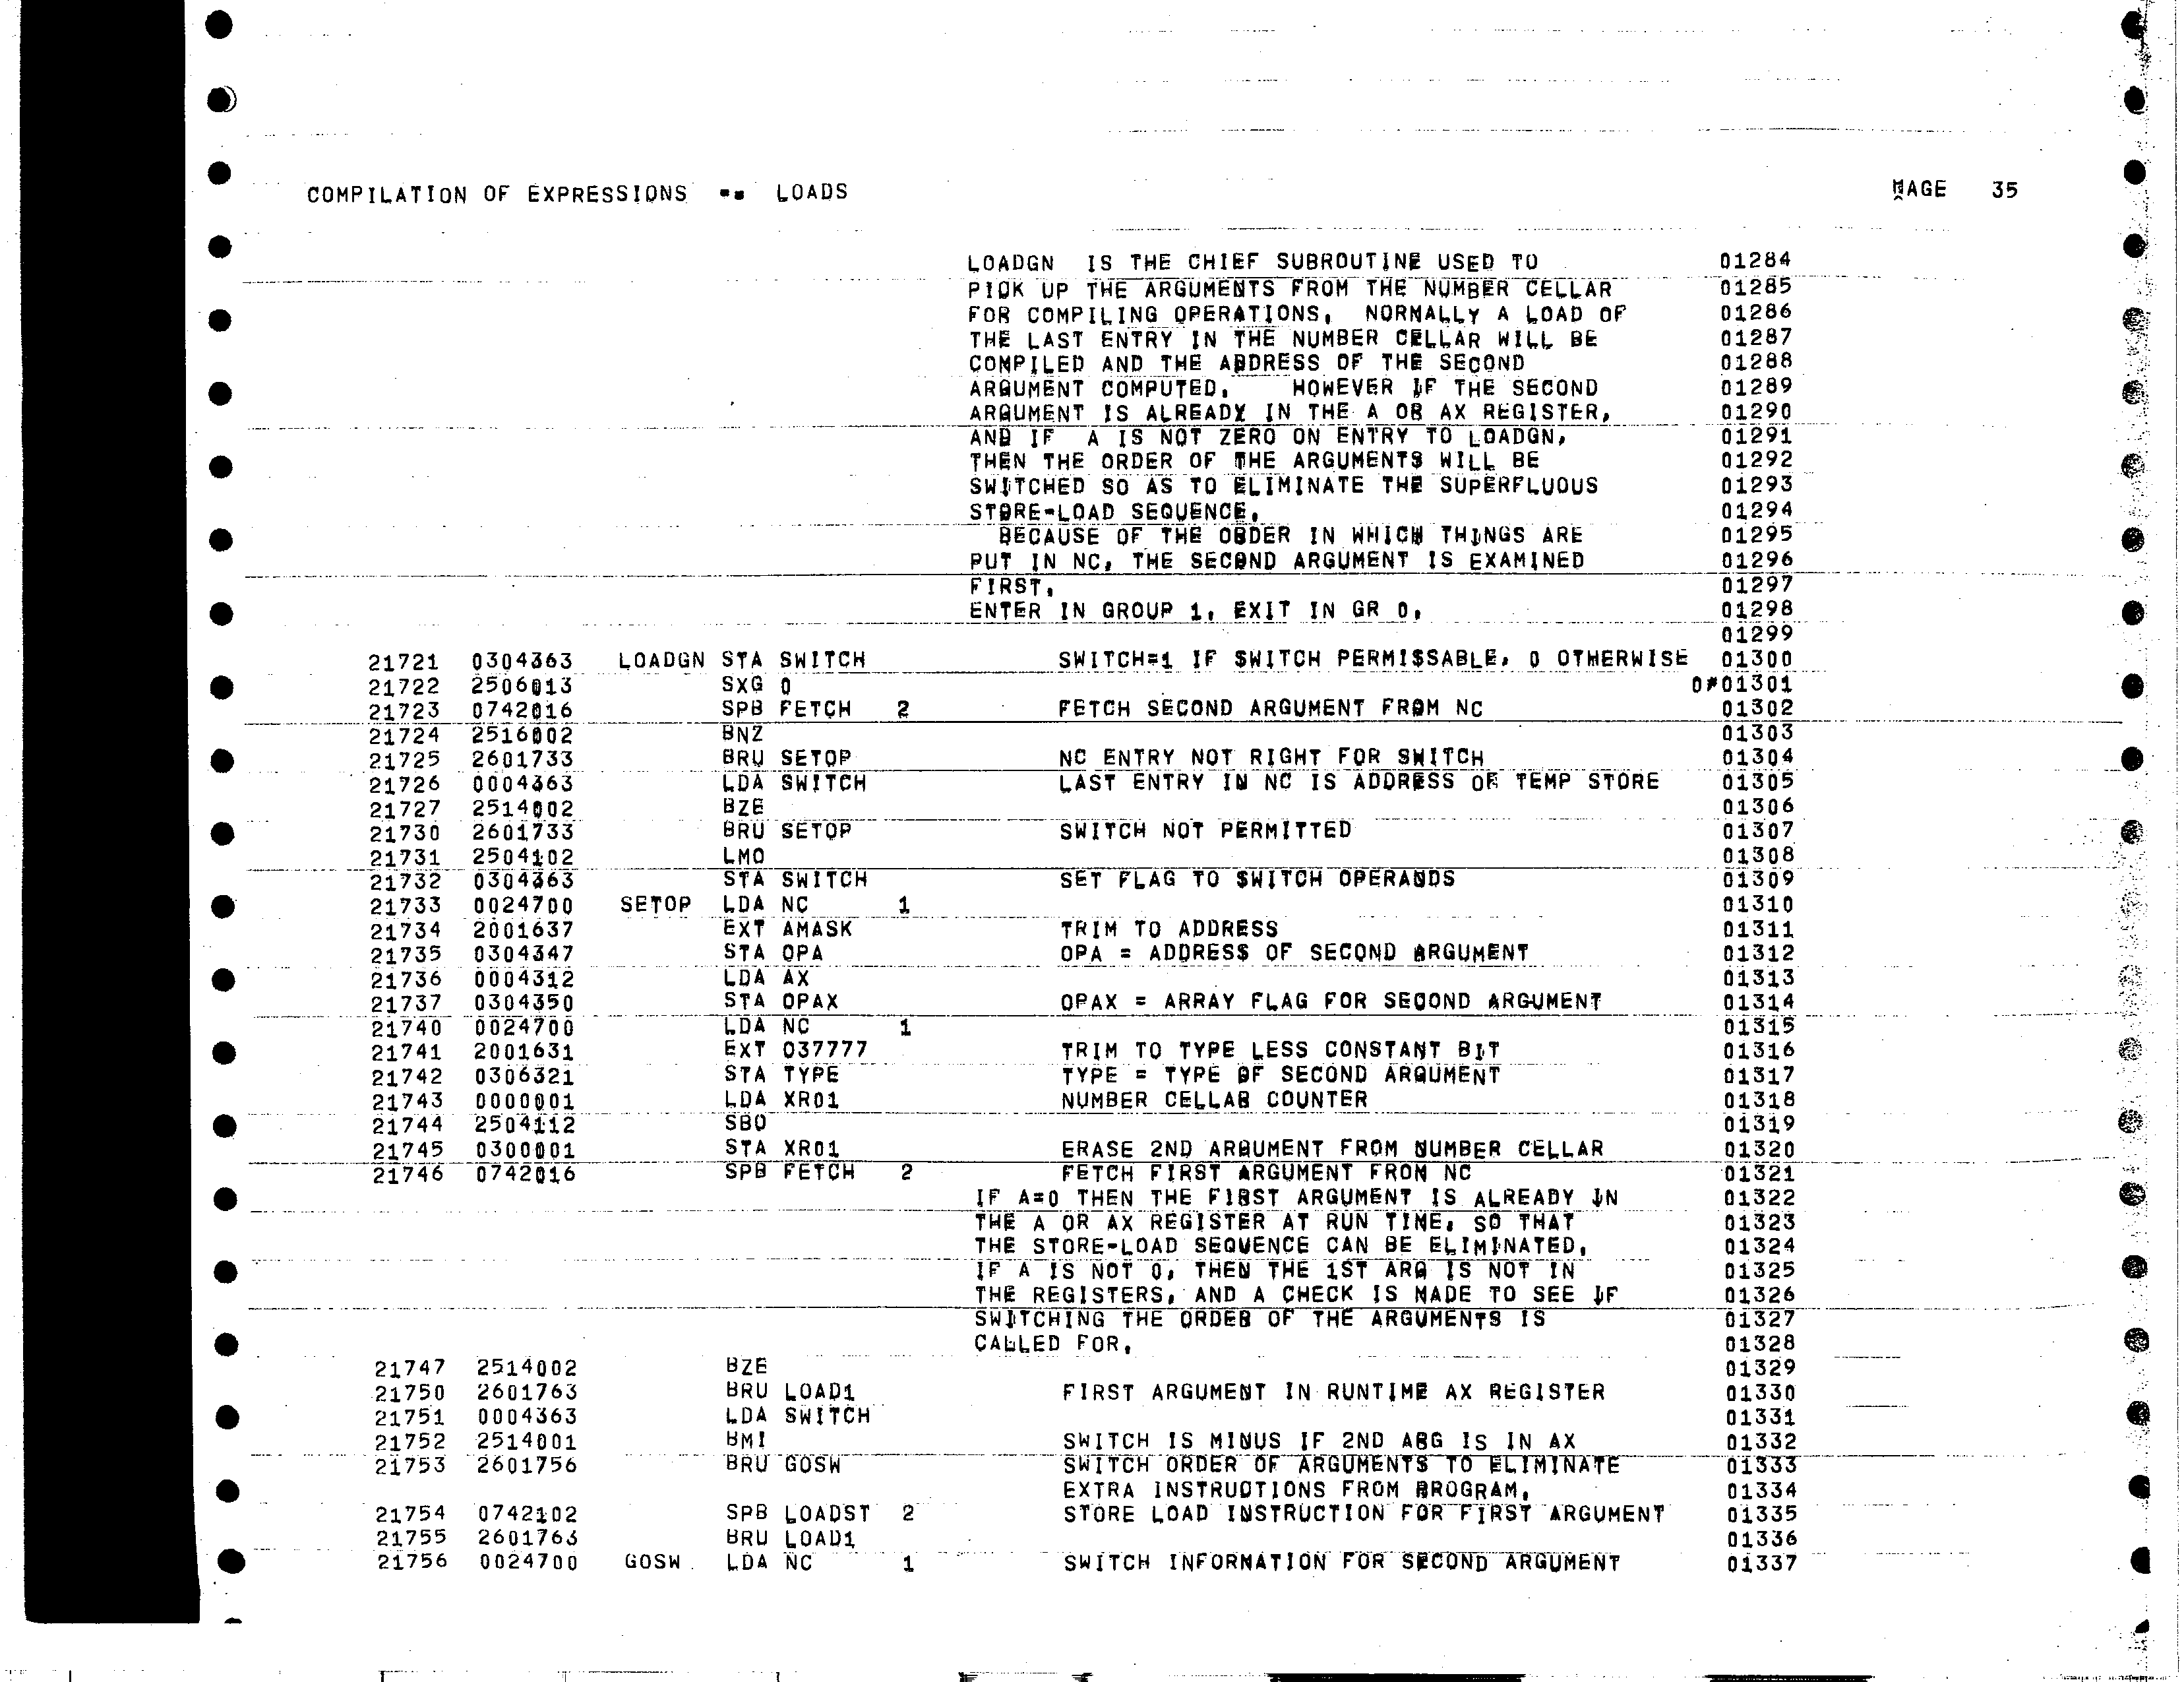 COMPILATION OF EXPRESSIONS -- LOADS PAGE 35
LOADGN IS THE CHIEF SUBROUTINE USED TO 01284
PICK UP THE ARGUMENTS FROM THE NUMBER CELLAR 01285
FOR COMPILING OPERATIONS, NORMALLY A LOAD OF 01286
THE LAST ENTRY IN THE NUMBER CELLAR WILL BE 01287
COMPILED AND THE ADDRESS OF THE SECOND 01288
ARGUMENT COMPUTED, HOWEVER IF THE SECOND 01289
ARGUMENT IS ALREADY IN THE A OR AX REGISTER, 01290
AND IF A IS NOT ZERO ON ENTRY TO LOADGN, 01291
THEN THE ORDER OF THE ARGUMENTS WILL BE 01292
SWITCHED SO AS TO ELIMINATE THE SUPERFLUOUS 01293
STORE-LOAD SEQUENCE, 01294
BECAUSE OF THE ORDER IN WHICH THINGS ARE 01295
PUT IN NC, THE SECOND ARGUMENT IS EXAMINED 01296
FIRST, 01297
ENTER IN GROUP 1, EXIT IN GR 0, 01298
01299
21721 0304363 LOADGN STA SWITCH SWITCH=1 IF SWITCH PERMISSABLE, 0 OTHERWISE 01300
21722 2506013 SXG 0 0#01301
21723 0742016 SPB FETCH 2 FETCH SECOND ARGUMENT FROM NC 01302
21724 2516002 BNZ 01303
21725 2601733 BRU SETOP NC ENTRY NOT RIGHT FOR SWITCH 01304
21726 0004363 LDA SWITCH LAST ENTRY IN NC IS ADDRESS OF TEMP STORE 01305
21727 2514002 BZE 01306
21730 2601733 BRU SETOP SWITCH NOT PERMITTED 01307
21731 2504102 LMO 01308
21732 0304363 STA SWITCH SET FLAG TO SWITCH OPERANDS 01309
21733 0024700 SETOP LDA NC 1 01310
21734 2001637 EXT AMASK TRIM TO ADDRESS 01311
21735 0304347 STA OPA OPA = ADDRESS OF SECOND ARGUMENT 01312
21736 0004312 LDA AX 01313
21737 0304350 STA OPAX OPAX = ARRAY FLAG FOR SECOND ARGUMENT 01314
21740 0024700 LDA NC 1 01315
21741 2001631 EXT O37777 TRIM TO TYPE LESS CONSTANT BIT 01316
21742 0306321 STA TYPE TYPE = TYPE OF SECOND ARGUMENT 01317
21743 0000001 LDA XR01 NUMBER CELLAR COUNTER 01318
21744 2504112 SBO 01319
21745 0300001 STA XR01 ERASE 2ND ARGUMENT FROM NUMBER CELLAR 01320
21746 0742016 SPB FETCH 2 FETCH FIRST ARGUMENT FROM NC 01321
IF A=0 THEN THE FIRST ARGUMENT IS ALREADY IN 01322
THE A OR AX REGISTER AT RUN TIME, SO THAT 01323
THE STORE-LOAD SEQUENCE CAN BE ELIMINATED, 01324
IF A IS NOT 0, THEN THE 1ST ARG IS NOT IN 01325
THE REGISTERS, AND A CHECK IS MADE TO SEE IF 01326
SWITCHING THE ORDER OF THE ARGUMENTS IS 01327
CALLED FOR, 01328
21747 2514002 BZE 01329
21750 2601763 BRU LOAD1 FIRST ARGUMENT IN RUNTIME AX REGISTER 01330
21751 0004363 LDA SWITCH 01331
21752 2514001 BMI SWITCH IS MINUS IF 2ND ARG IS IN AX 01332
21753 2601756 BRU GOSW SWITCH ORDER OF ARGUMENTS TO ELIMINATE 01333
EXTRA INSTRUCTIONS FROM PROGRAM, 01334
21754 0742102 SPB LOADST 2 STORE LOAD INSTRUCTION FOR FIRST ARGUMENT 01335
21755 2601763 BRU LOAD1 01336
21756 0024700 GOSW LDA NC 1 SWITCH INFORMATION FOR SECOND ARGUMENT 01337